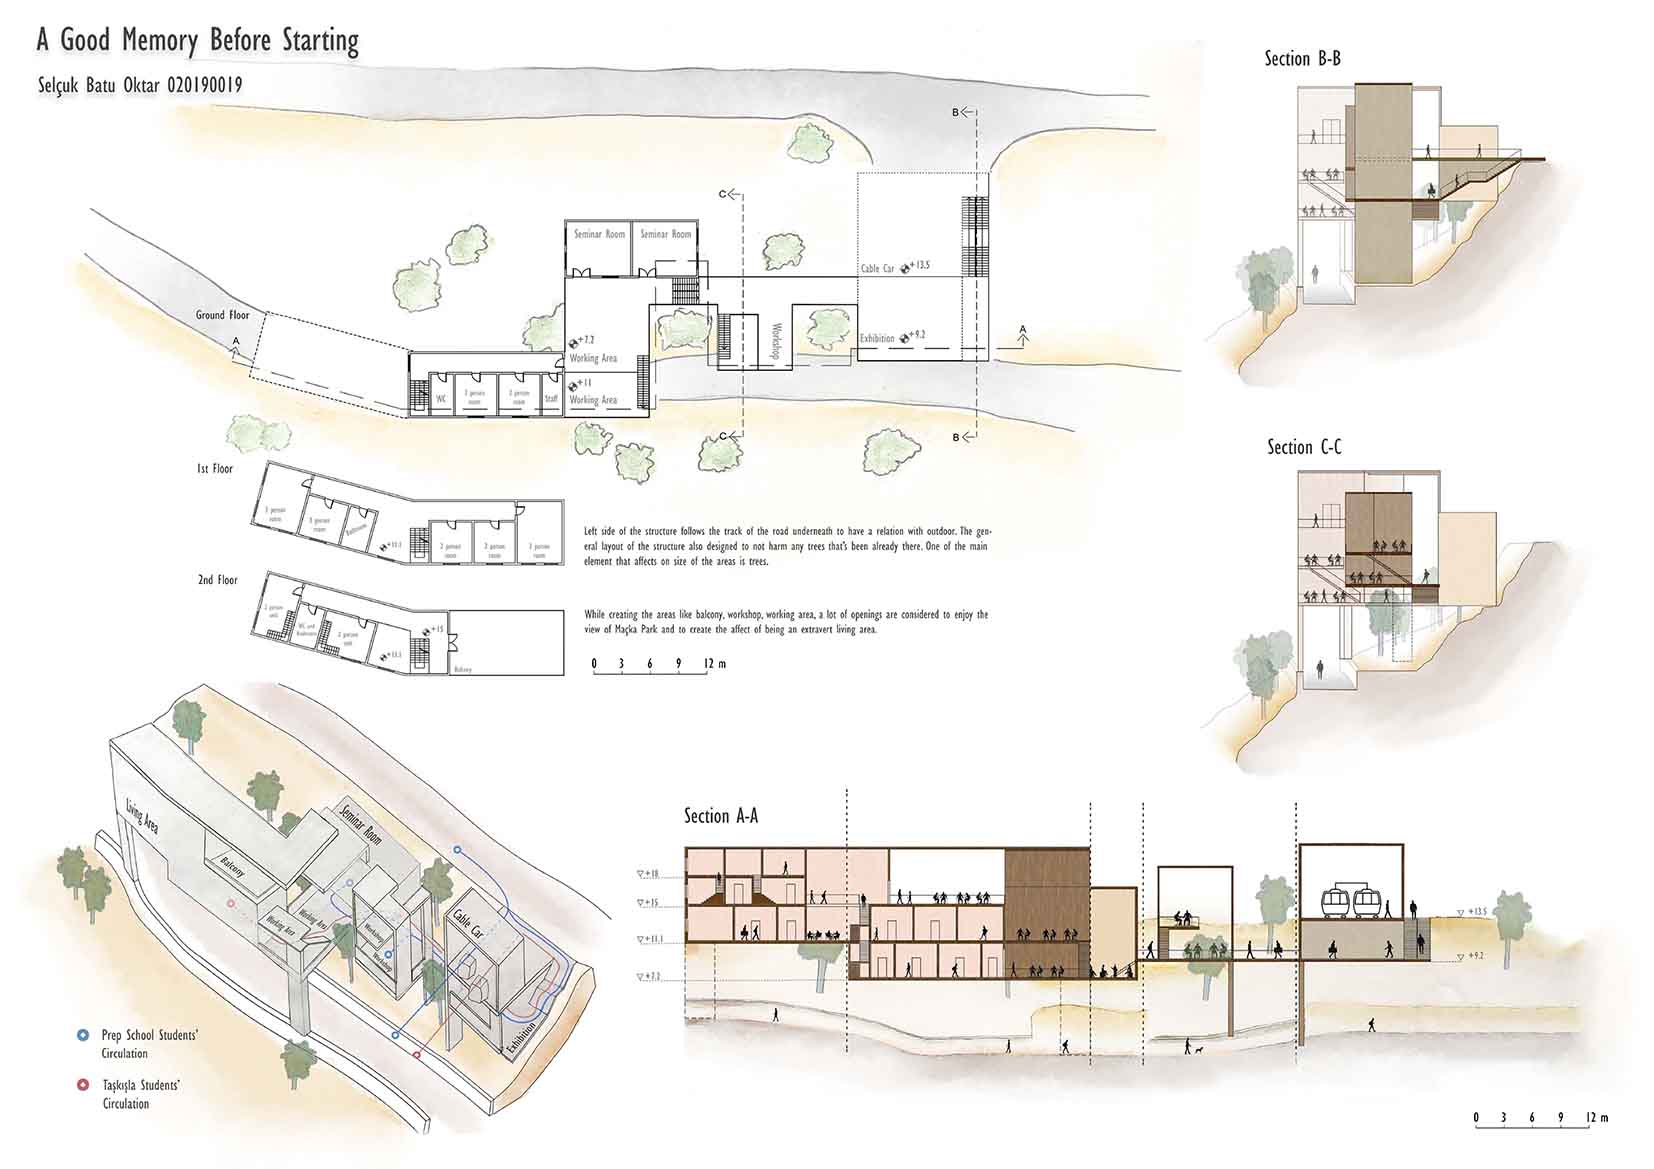 A Good Memory Before Starting
Selçuk Batu Oktar 020190019
B
C
Seminar Room
Seminar Room
Cable Car +13.5
Ground Floor
A
Workshop
Exhibition +9.2
A
+7.2
Working Area
+11
Working Area
WC
3 person
room
3 person
room
Staff
C
B
1st Floor
3 person
room
3 person
room
Bathroom
+11.1
2 person
room
2 person
room
3 person
room
2nd Floor
2 person
unit
WC and
Bathroom
2 person
unit
+11.1
+15
Balcony
Left side of the structure follows the track of the road underneath to have a relation with outdoor. The gen-
eral layout of the structure also designed to not harm any trees that's been already there. One of the main
element that affects on size of the areas is trees.
While creating the areas like balcony, workshop, working area, a lot of openings are considered to enjoy the
view of Maçka Park and to create the affect of being an extravert living area.
0 3 6 9 12 m
Section B-B
Section C-C
Living Area
Balcony
Seminar Room
Working Area
Working Area
Workshop
Workshop
Cable Car
Exhibition
Prep School Students'
Circulation
Taşkışla Students'
Circulation
Section A-A
+18
+15
+11.1
+7.2
+13.5
+9.2
0 3 6 9 12 m